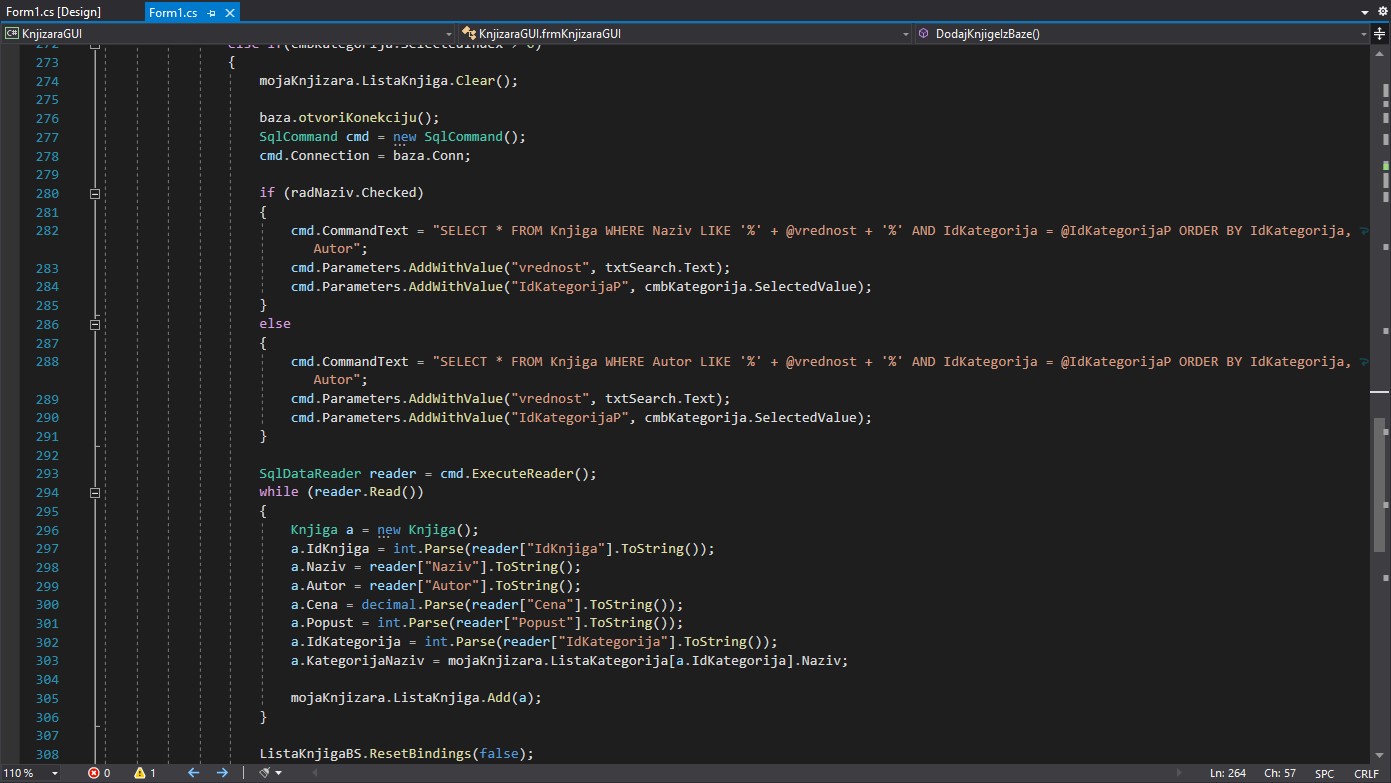 Form1.cs [Design]
Form1.cs
KnjizaraGUI
KnjizaraGUI.frmKnjizaraGUI
DodajKnjigeIzBaze()
272 else if(cmbKategorija.SelectedIndex > 0)
273 {
274 mojaKnjizara.ListaKnjiga.Clear();
275
276 baza.otvoriKonekciju();
277 SqlCommand cmd = new SqlCommand();
278 cmd.Connection = baza.Conn;
279
280 if (radNaziv.Checked)
281 {
282 cmd.CommandText = "SELECT * FROM Knjiga WHERE Naziv LIKE '%' + @vrednost + '%' AND IdKategorija = @IdKategorijaP ORDER BY IdKategorija,
Autor";
283 cmd.Parameters.AddWithValue("vrednost", txtSearch.Text);
284 cmd.Parameters.AddWithValue("IdKategorijaP", cmbKategorija.SelectedValue);
285 }
286 else
287 {
288 cmd.CommandText = "SELECT * FROM Knjiga WHERE Autor LIKE '%' + @vrednost + '%' AND IdKategorija = @IdKategorijaP ORDER BY IdKategorija,
Autor";
289 cmd.Parameters.AddWithValue("vrednost", txtSearch.Text);
290 cmd.Parameters.AddWithValue("IdKategorijaP", cmbKategorija.SelectedValue);
291 }
292
293 SqlDataReader reader = cmd.ExecuteReader();
294 while (reader.Read())
295 {
296 Knjiga a = new Knjiga();
297 a.IdKnjiga = int.Parse(reader["IdKnjiga"].ToString());
298 a.Naziv = reader["Naziv"].ToString();
299 a.Autor = reader["Autor"].ToString();
300 a.Cena = decimal.Parse(reader["Cena"].ToString());
301 a.Popust = int.Parse(reader["Popust"].ToString());
302 a.IdKategorija = int.Parse(reader["IdKategorija"].ToString());
303 a.KategorijaNaziv = mojaKnjizara.ListaKategorija[a.IdKategorija].Naziv;
304
305 mojaKnjizara.ListaKnjiga.Add(a);
306 }
307
308 ListaKnjigaBS.ResetBindings(false);
110 % 0 1 Ln: 264 Ch: 57 SPC CRLF